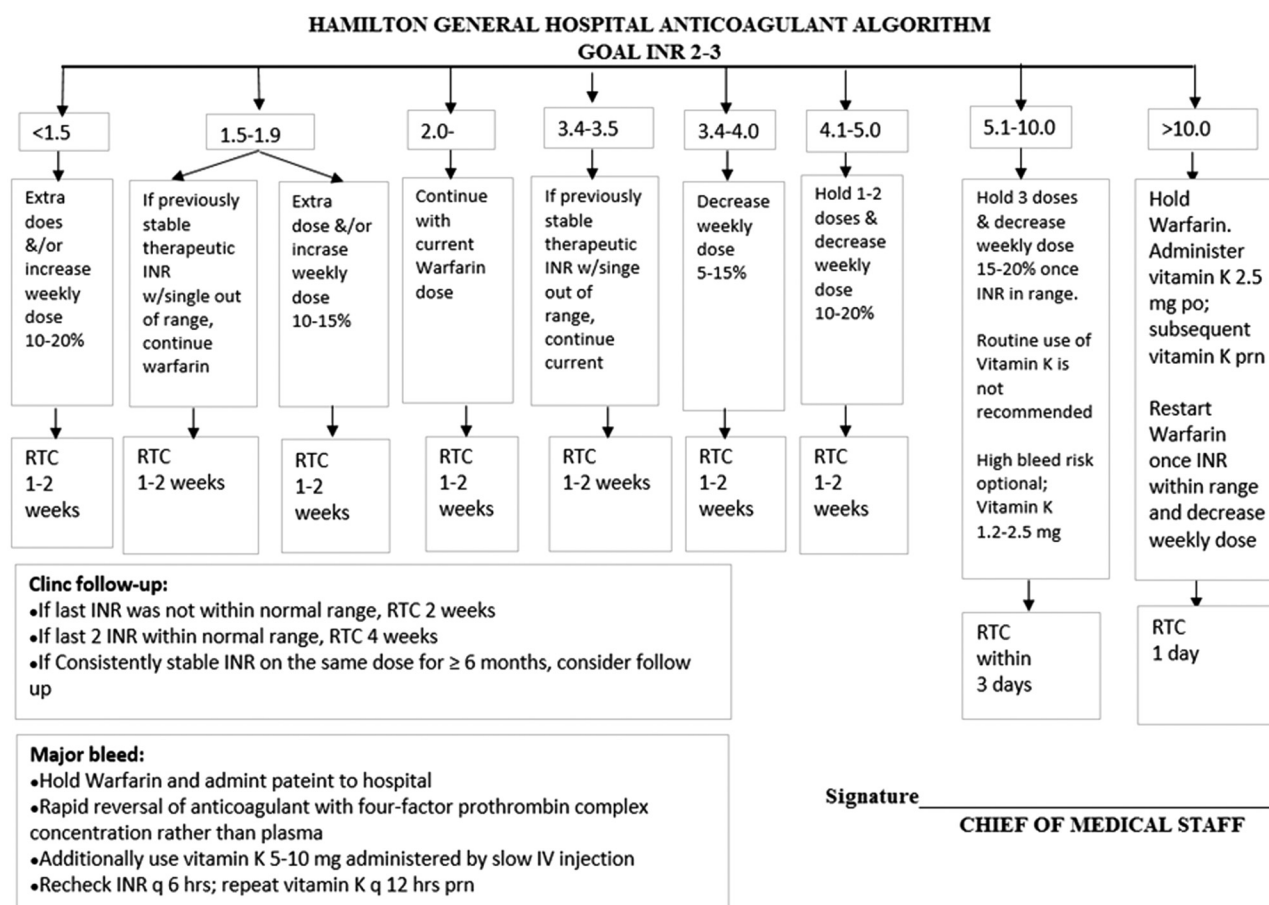 HAMILTON GENERAL HOSPITAL ANTICOAGULANT ALGORITHM
GOAL INR 2-3
<1.5
1.5-1.9
2.0-
3.4-3.5
3.4-4.0
4.1-5.0
5.1-10.0
>10.0
Extra
does
&/or
increase
weekly
dose
10-20%
If previously
stable
therapeutic
INR
w/single out
of range,
continue
warfarin
Extra
dose &/or
incrase
weekly
dose
10-15%
Continue
with
current
Warfarin
dose
If previously
stable
therapeutic
INR w/singe
out of
range,
continue
current
Decrease
weekly
dose
5-15%
Hold 1-2
doses &
decrease
weekly
dose
10-20%
Hold 3 doses
& decrease
weekly dose
15-20% once
INR in range.
Routine use of
Vitamin K is
not
recommended
High bleed risk
optional;
Vitamin K
1.2-2.5 mg
Hold
Warfarin.
Administer
vitamin K 2.5
mg po;
subsequent
vitamin K prn
Restart
Warfarin
once INR
within range
and decrease
weekly dose
RTC
1-2
weeks
RTC
1-2 weeks
RTC
1-2
weeks
RTC
1-2
weeks
RTC
1-2 weeks
RTC
1-2
weeks
RTC
1-2
weeks
RTC
within
3 days
RTC
1 day
Clinc follow-up:
•If last INR was not within normal range, RTC 2 weeks
•If last 2 INR within normal range, RTC 4 weeks
•If Consistently stable INR on the same dose for ≥ 6 months, consider follow
up
Major bleed:
•Hold Warfarin and admint pateint to hospital
•Rapid reversal of anticoagulant with four-factor prothrombin complex
concentration rather than plasma
•Additionally use vitamin K 5-10 mg administered by slow IV injection
•Recheck INR q 6 hrs; repeat vitamin K q 12 hrs prn
Signature
CHIEF OF MEDICAL STAFF